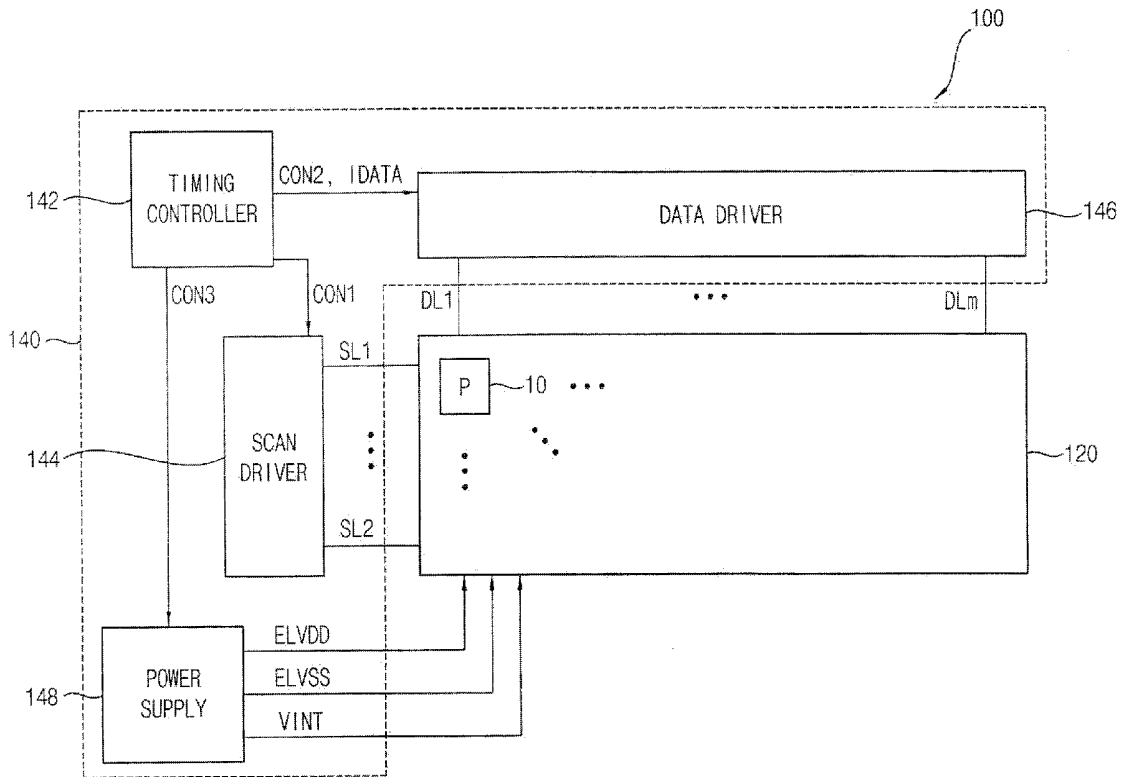 100
TIMING
CONTROLLER
142
CON2, IDATA
DATA DRIVER
146
CON3
CON1
DL1
DLm
140
SL1
P
10
SCAN
DRIVER
144
120
SL2
ELVDD
POWER
SUPPLY
148
ELVSS
VINT